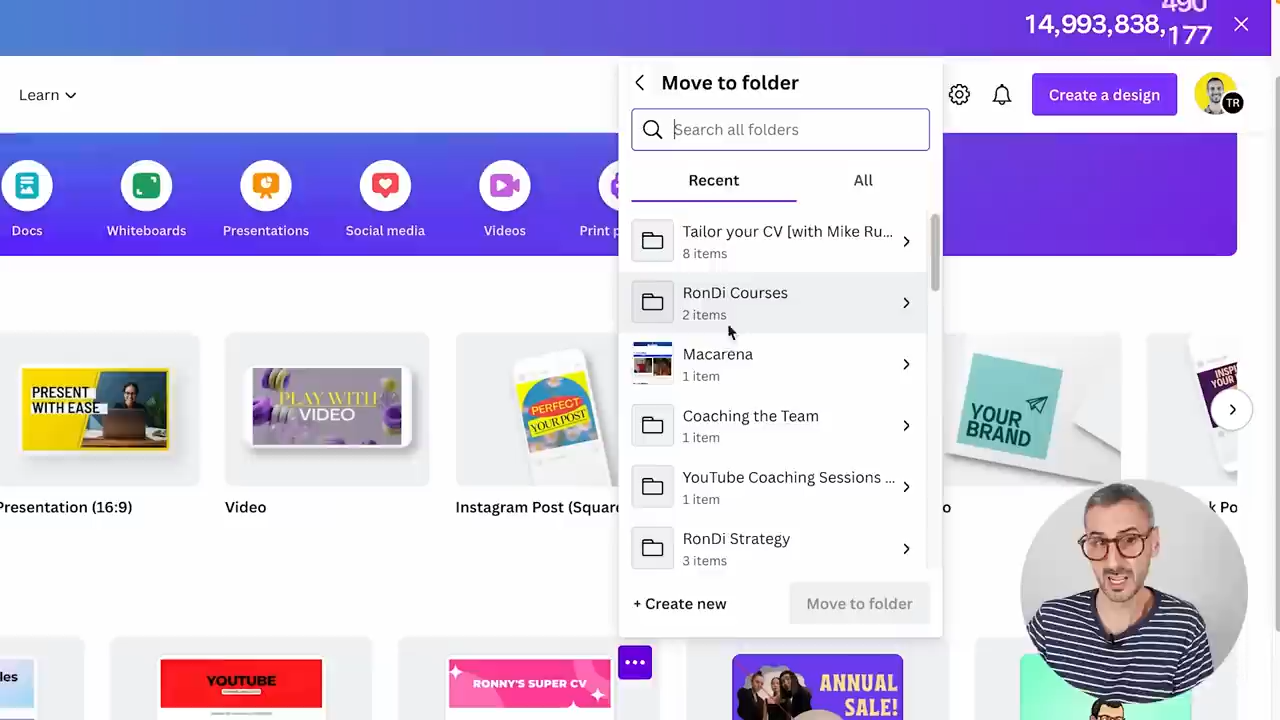 490
14,993,838,
177
Learn
Move to folder
Create a design
TR
Search all folders
Recent
All
Docs
Whiteboards
Presentations
Social media
Videos
Print
Tailor your CV [with Mike Ru...
8 items
RonDi Courses
2 items
Macarena
1 item
Coaching the Team
1 item
YouTube Coaching Sessions ...
1 item
RonDi Strategy
3 items
+ Create new
Move to folder
PRESENT
WITH EASE
PLAY WITH
VIDEO
PERFECT
YOUR POST
YOUR
BRAND
Presentation (16:9)
Video
Instagram Post (Square
k Po
YOUTUBE
RONNY'S SUPER CV
ANNUAL
SALE!